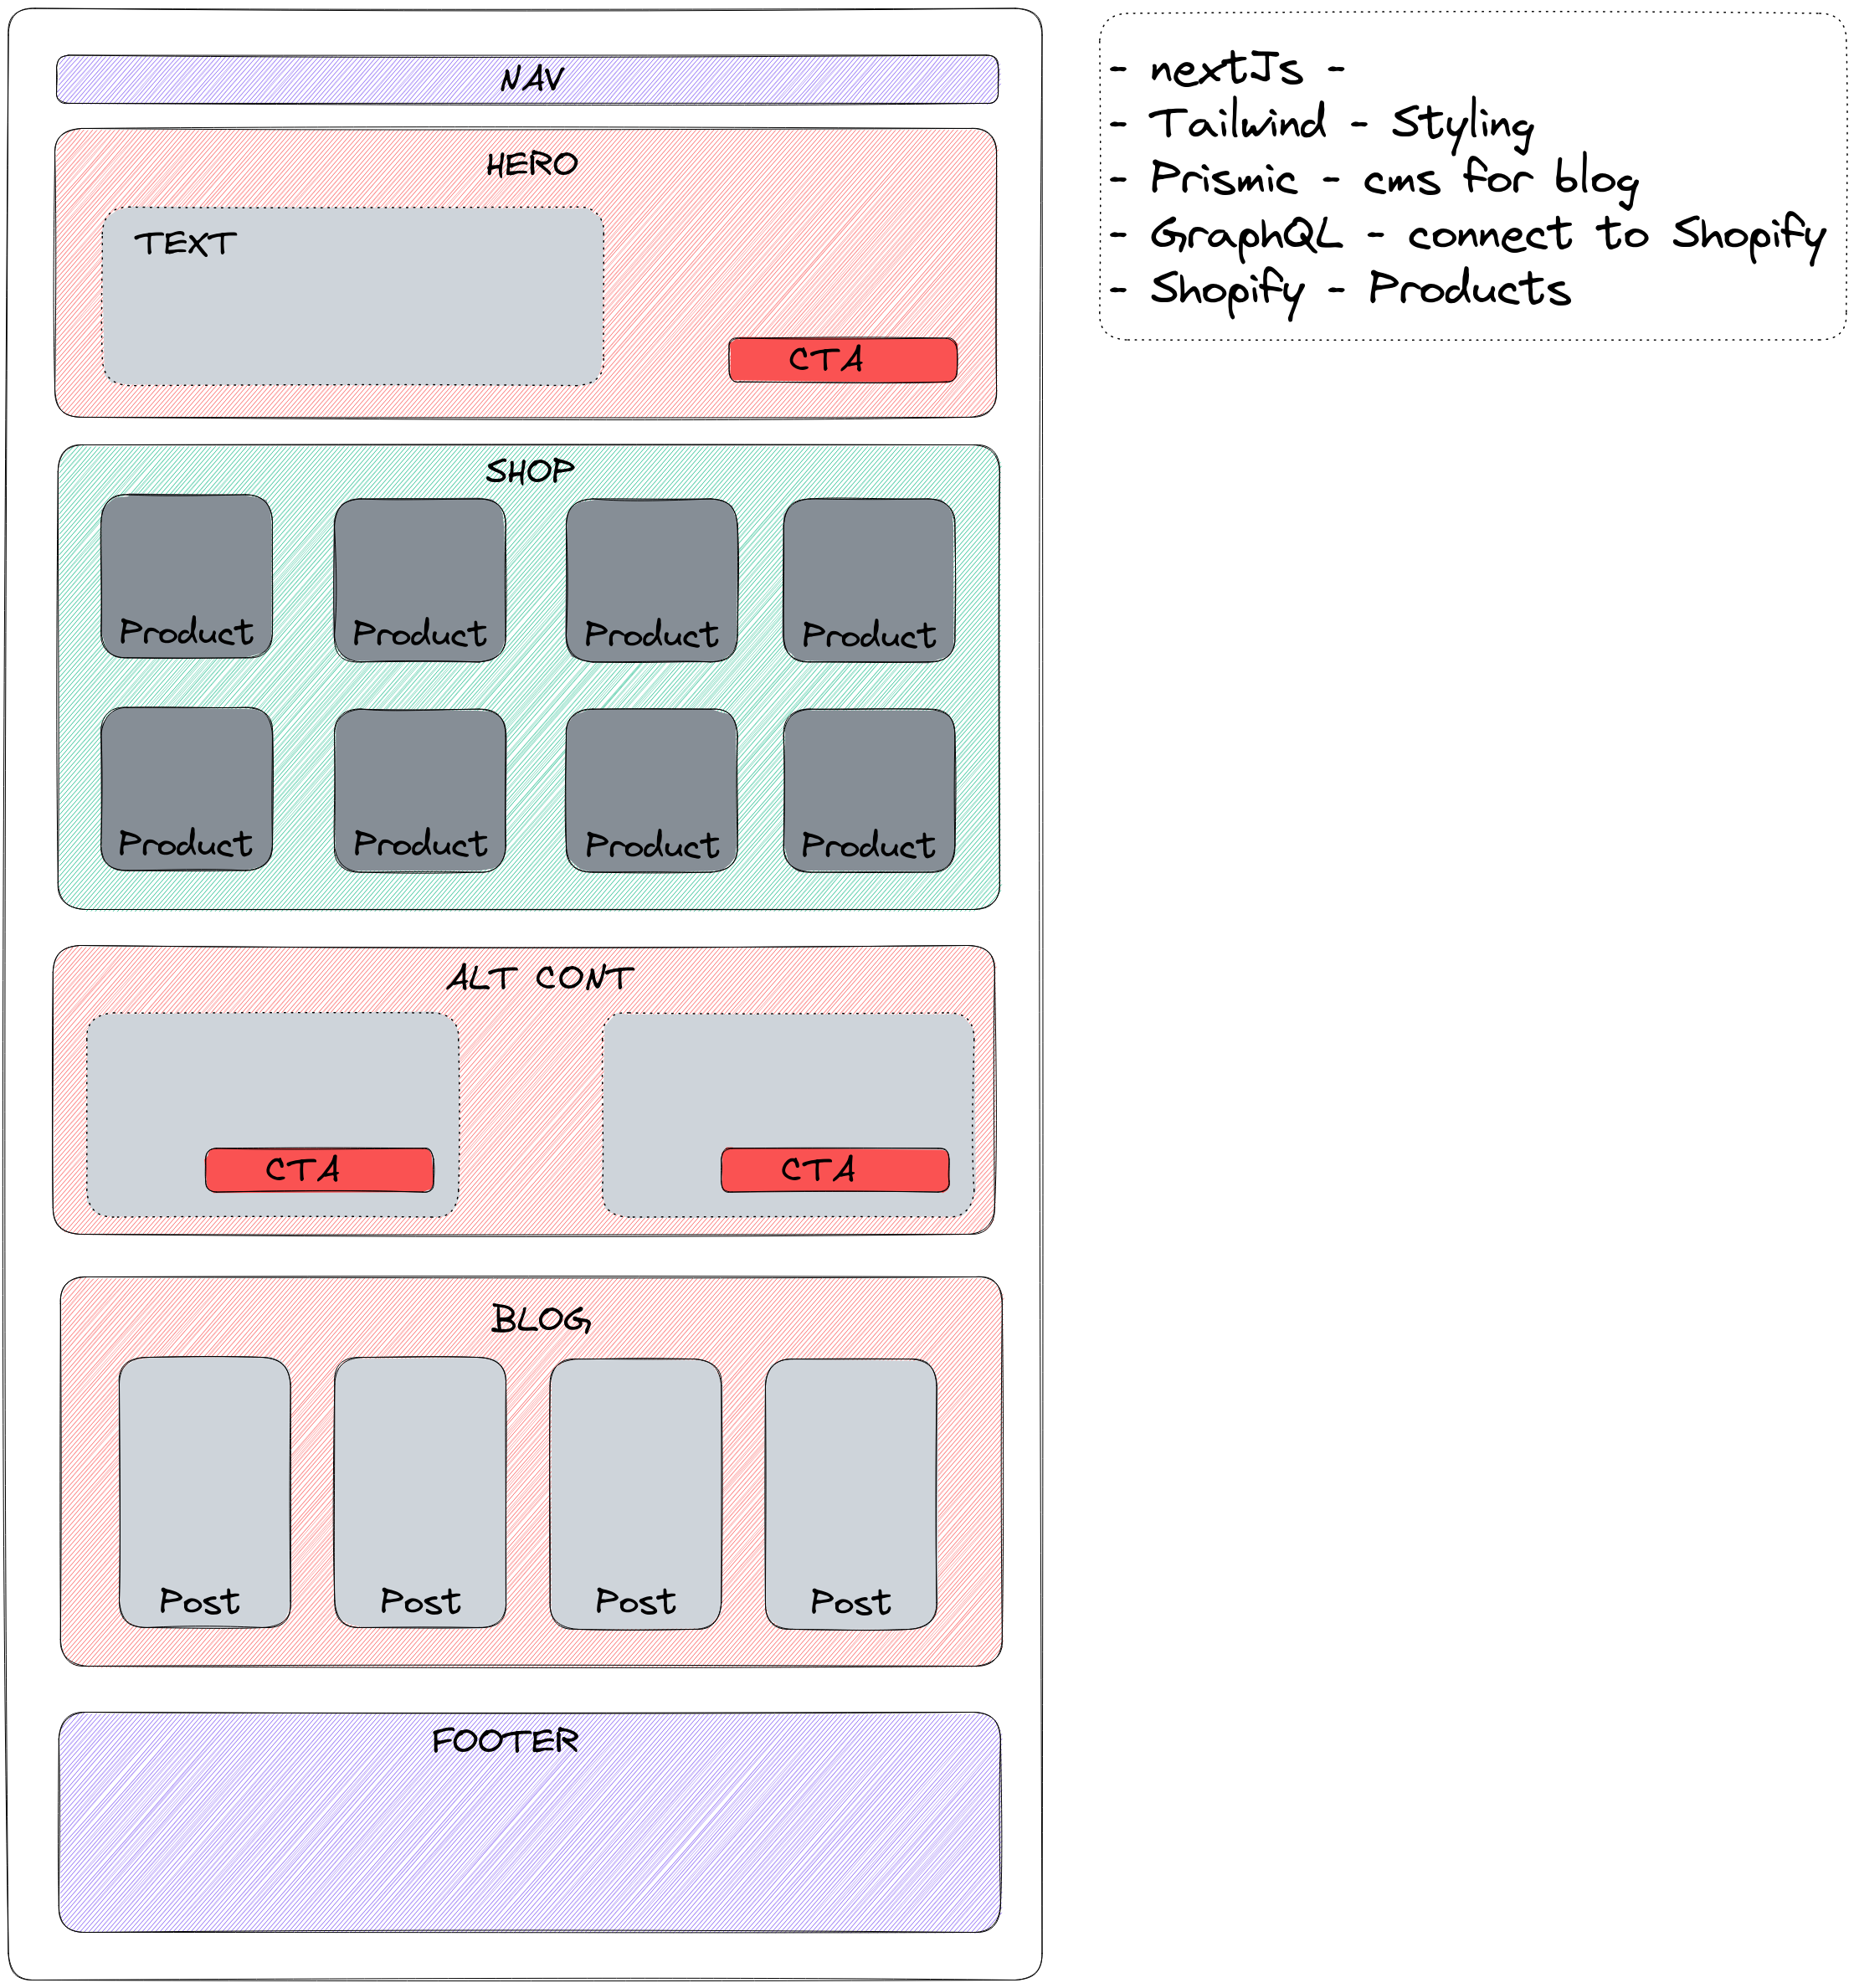 NAV
HERO
TEXT
CTA
SHOP
Product Product Product Product
Product Product Product Product
ALT CONT
CTA CTA
BLOG
Post Post Post Post
FOOTER
- nextJs -
- Tailwind - Styling
- Prismic - cms for blog
- GraphQL - connect to Shopify
- Shopify - Products